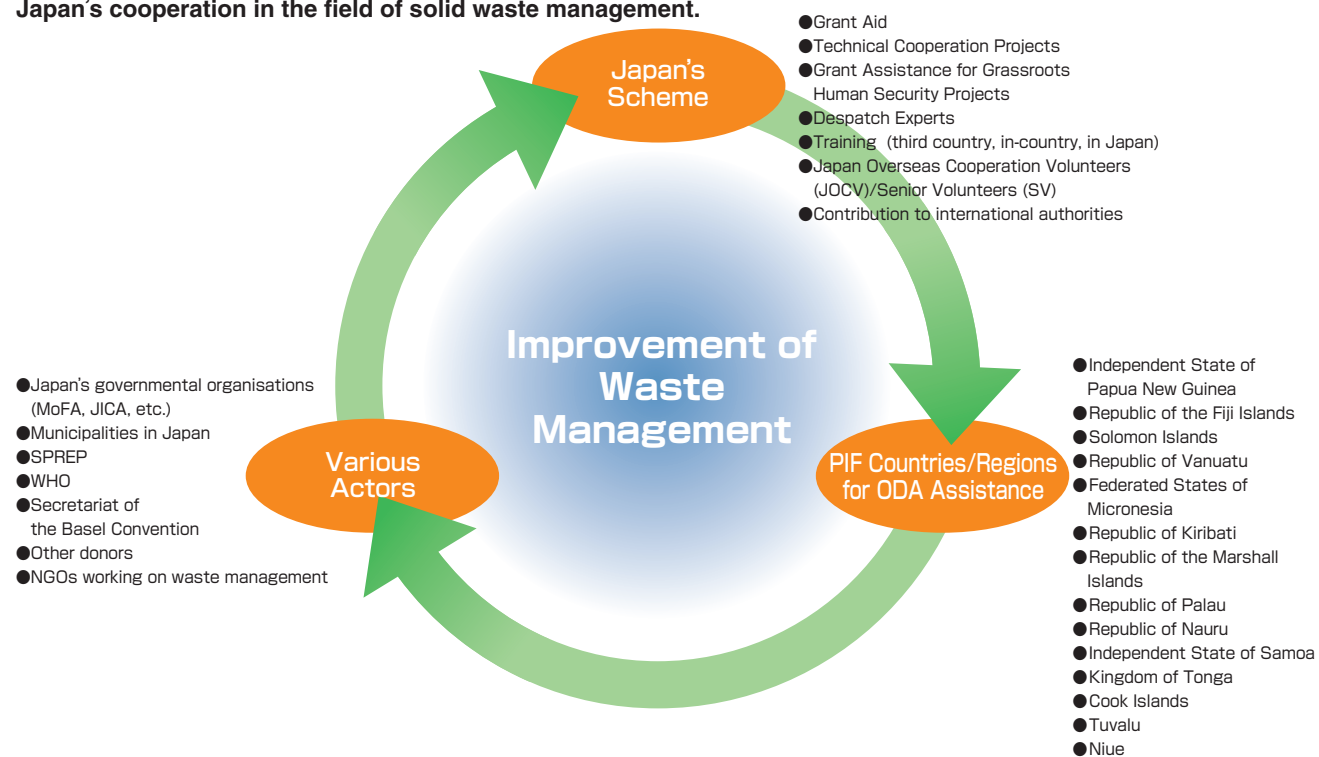 Japan's cooperation in the field of solid waste management.
Japan's
Scheme
●Grant Aid
●Technical Cooperation Projects
●Grant Assistance for Grassroots
Human Security Projects
●Despatch Experts
●Training (third country, in-country, in Japan)
●Japan Overseas Cooperation Volunteers
(JOCV)/Senior Volunteers (SV)
●Contribution to international authorities
Improvement of
Waste
Management
PIF Countries/Regions
for ODA Assistance
●Independent State of
Papua New Guinea
●Republic of the Fiji Islands
●Solomon Islands
●Republic of Vanuatu
●Federated States of
Micronesia
●Republic of Kiribati
●Republic of the Marshall
Islands
●Republic of Palau
●Republic of Nauru
●Independent State of Samoa
●Kingdom of Tonga
●Cook Islands
●Tuvalu
●Niue
Various
Actors
●Japan's governmental organisations
(MoFA, JICA, etc.)
●Municipalities in Japan
●SPREP
●WHO
●Secretariat of
the Basel Convention
●Other donors
●NGOs working on waste management